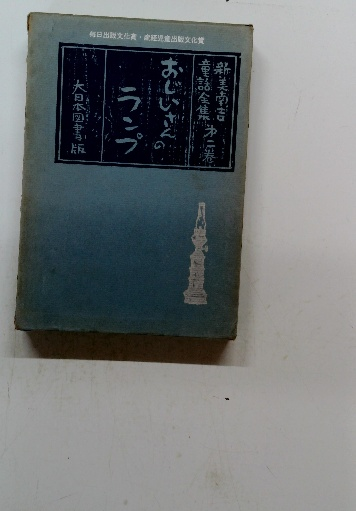 毎日出版文化賞・産経児童出版文化賞
新美南吉
童話全集 第二巻
おじいさんの
ランプ
大日本図書版